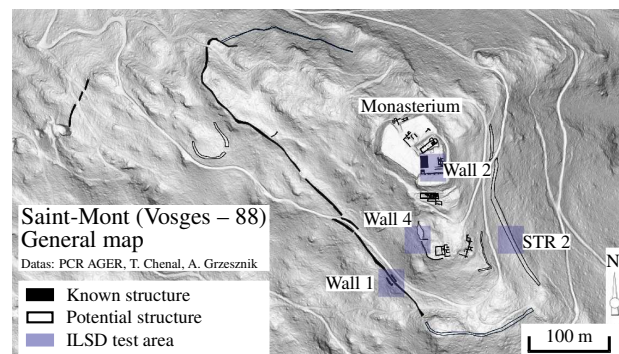 Monasterium
Wall 2
Saint-Mont (Vosges – 88)
General map
Datas: PCR AGER, T. Chenal, A. Grzesznik
Wall 4
STR 2
Wall 1
Known structure
Potential structure
ILSD test area
N
100 m